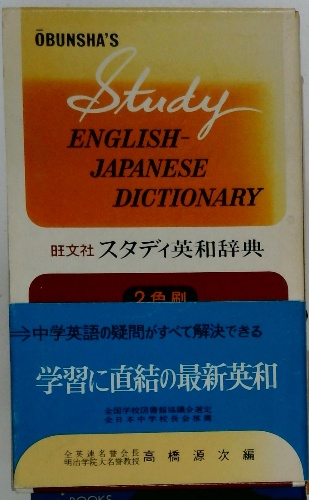 ŌBUNSHA'S
Study
ENGLISH-
JAPANESE
DICTIONARY
旺文社 スタディ英和辞典
2色刷
→中学英語の疑問がすべて解決できる
学習に直結の最新英和
全国学校図書館協議会選定
全日本中学校長会推薦
全英連名誉会長
明治学院大名誉教授 高橋源次編
BOOKS